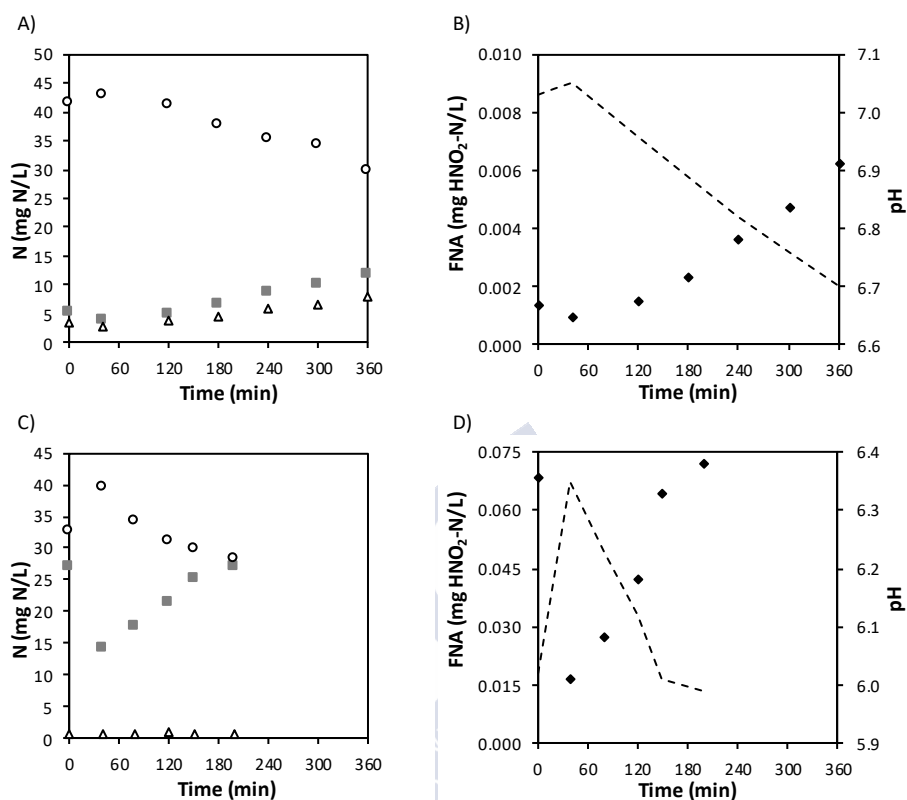 A)
50
45
40
35
30
25
20
15
10
5
0
N (mg N/L)
0 60 120 180 240 300 360
Time (min)
B)
0.010
0.008
0.006
0.004
0.002
0.000
FNA (mg HNO₂-N/L)
7.1
7.0
6.9
6.8
6.7
6.6
pH
0 60 120 180 240 300 360
Time (min)
C)
45
40
35
30
25
20
15
10
5
0
N (mg N/L)
0 60 120 180 240 300 360
Time (min)
D)
0.075
0.060
0.045
0.030
0.015
0.000
FNA (mg HNO₂-N/L)
6.4
6.3
6.2
6.1
6.0
5.9
pH
0 60 120 180 240 300 360
Time (min)